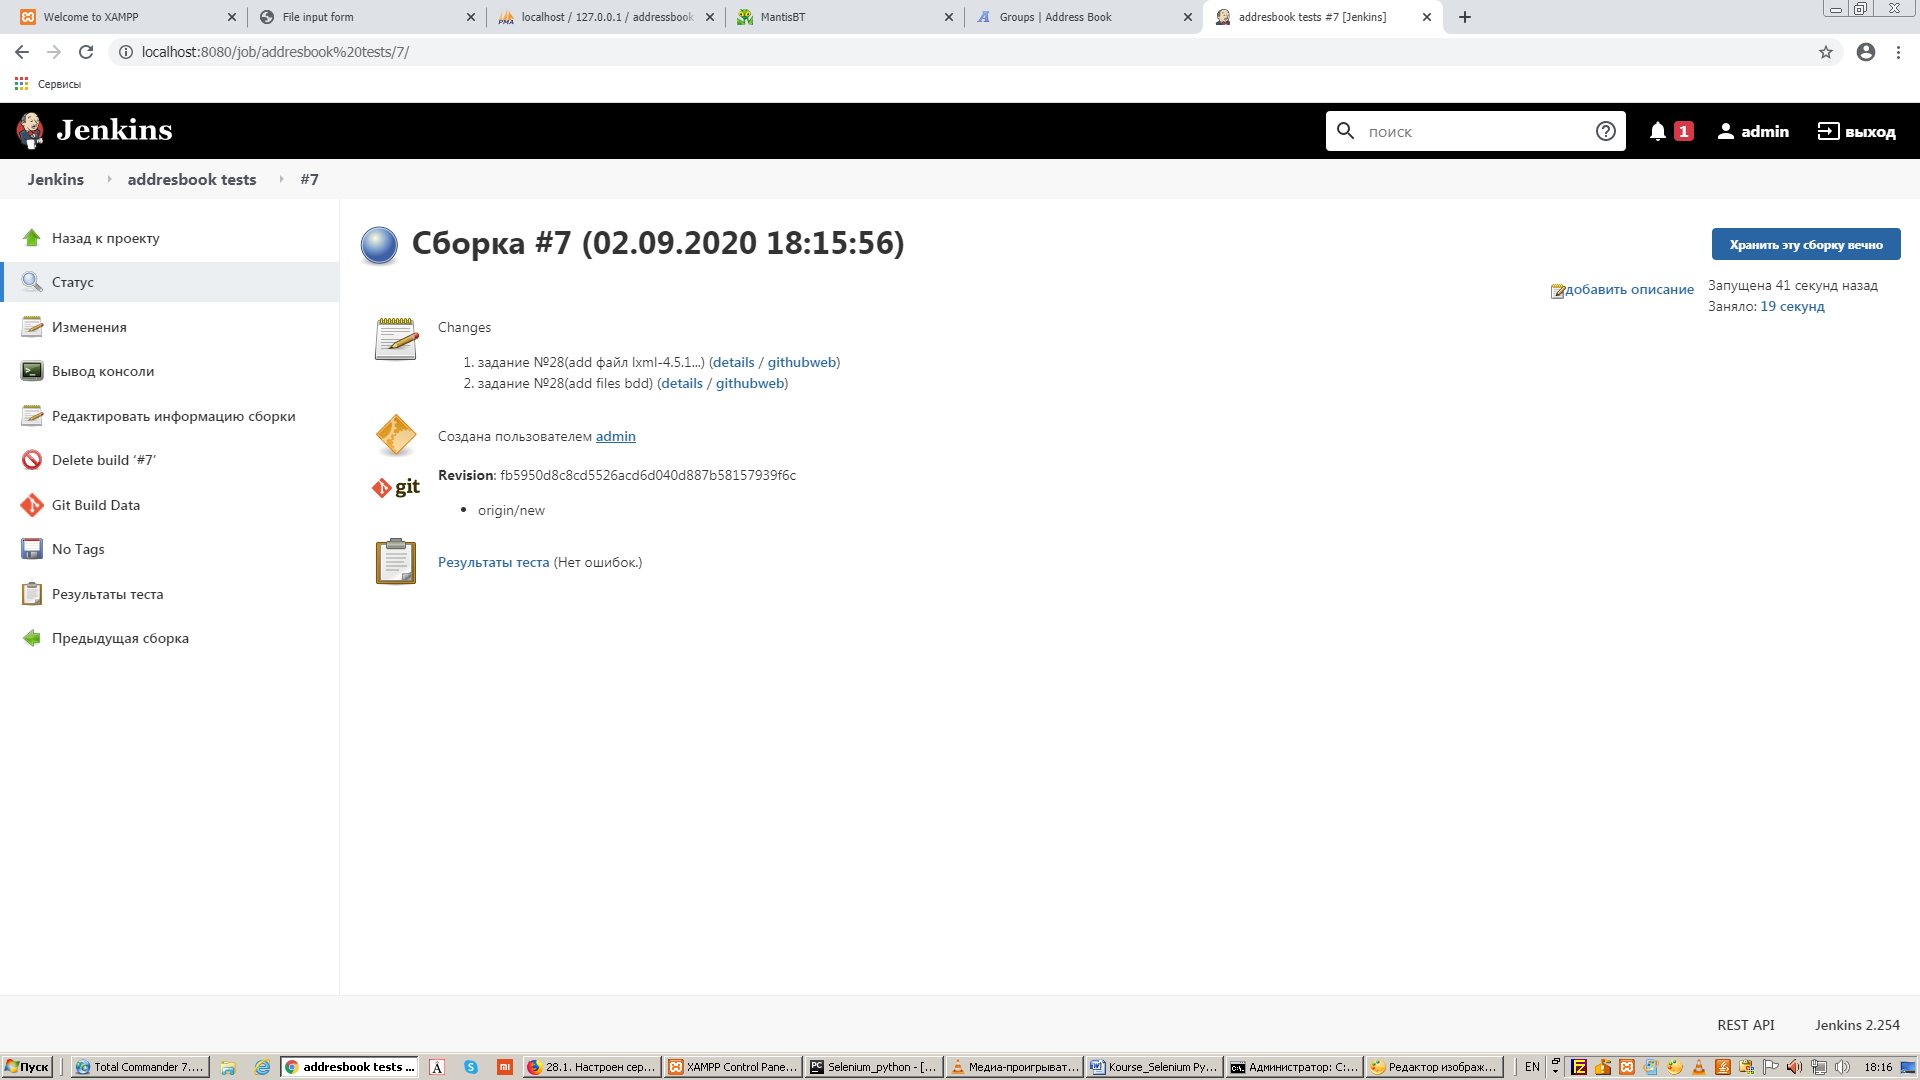 Welcome to XAMPP
File input form
localhost / 127.0.0.1 / addressbook
MantisBT
Groups | Address Book
addresbook tests #7 [Jenkins]
localhost:8080/job/addresbook%20tests/7/
Сервисы
Jenkins
поиск
1
admin
выход
Jenkins
addresbook tests
#7
Назад к проекту
Статус
Изменения
Вывод консоли
Редактировать информацию сборки
Delete build ‘#7’
Git Build Data
No Tags
Результаты теста
Предыдущая сборка
Сборка #7 (02.09.2020 18:15:56)
Хранить эту сборку вечно
добавить описание
Запущена 41 секунд назад
Заняло: 19 секунд
Changes
1. задание №28(add файл lxml-4.5.1...) (details / githubweb)
2. задание №28(add files bdd) (details / githubweb)
Создана пользователем admin
git
Revision: fb5950d8c8cd5526acd6d040d887b58157939f6c
origin/new
Результаты теста (Нет ошибок.)
REST API
Jenkins 2.254
Пуск
Total Commander 7....
addresbook tests ...
28.1. Настроен сер...
XAMPP Control Pane...
Selenium_python - [...
Медиа-проигрыват...
Kourse_Selenium Py...
Администратор: C:...
Редактор изображ...
EN
18:16